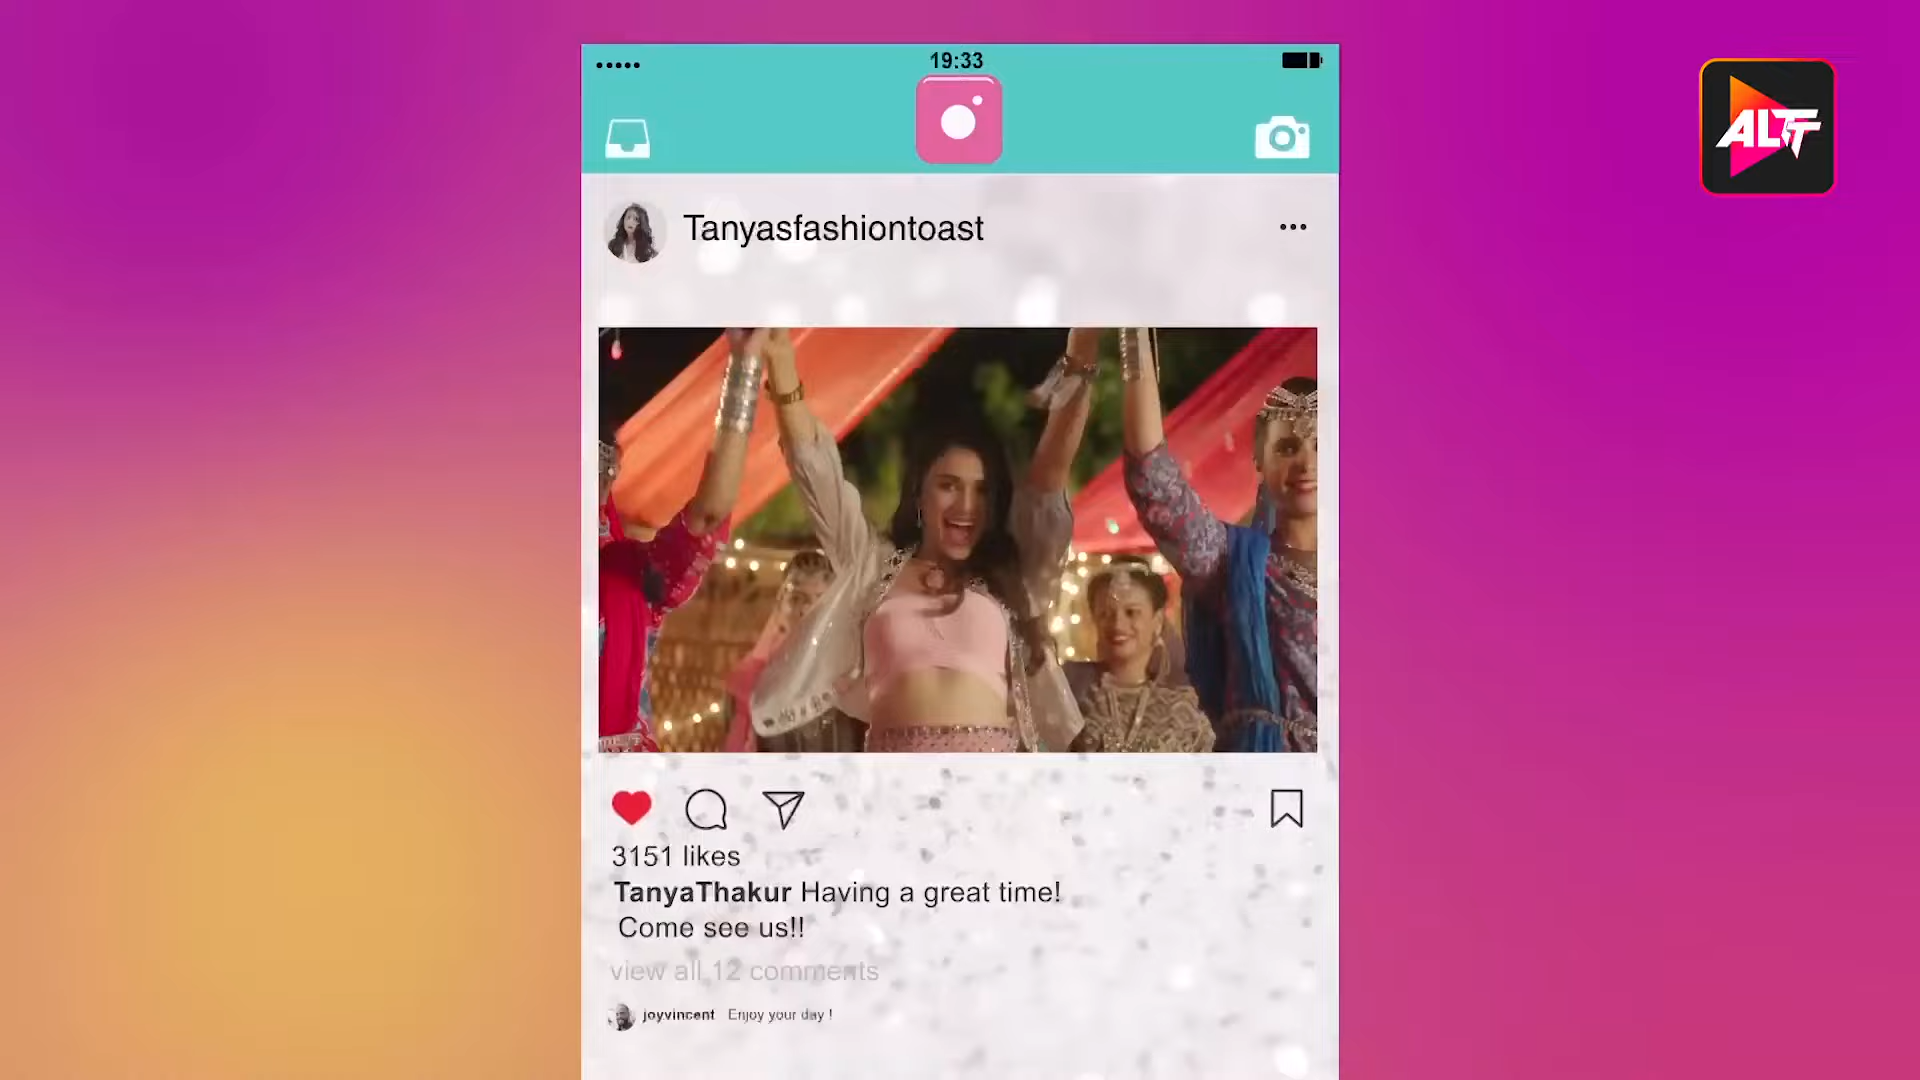 19:33
ALTT
Tanyasfashiontoast
3151 likes
TanyaThakur Having a great time!
Come see us!!
view all 12 comments
joyvincent Enjoy your day !